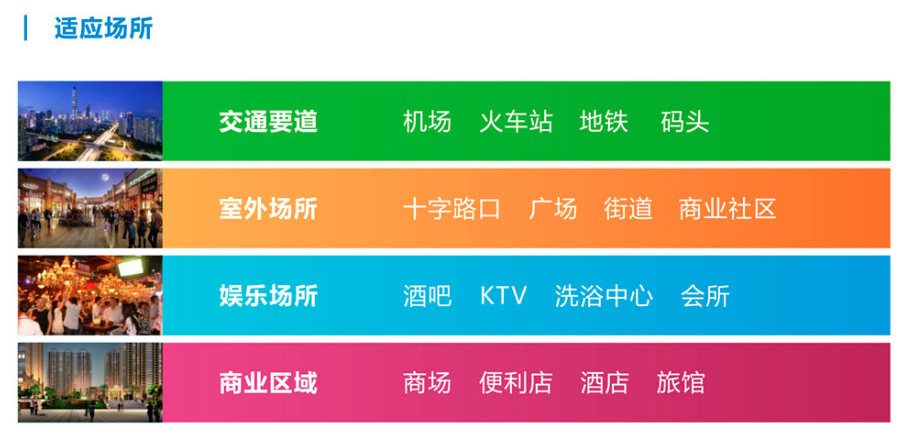 适应场所
交通要道 机场 火车站 地铁 码头
室外场所 十字路口 广场 街道 商业社区
娱乐场所 酒吧 KTV 洗浴中心 会所
商业区域 商场 便利店 酒店 旅馆